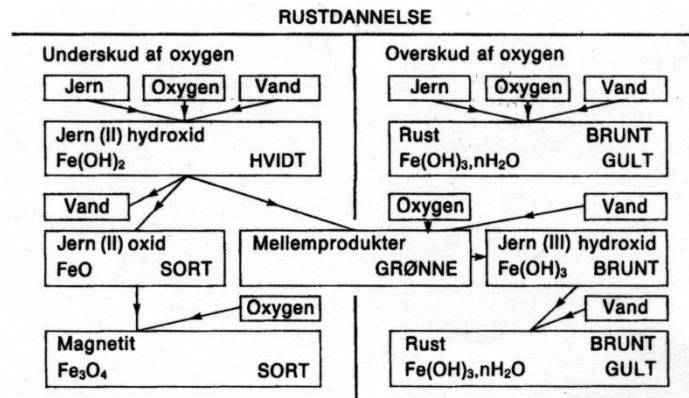 RUSTDANNELSE
Underskud af oxygen
Overskud af oxygen
Jern
Oxygen
Vand
Jern
Oxygen
Vand
Jern (II) hydroxid
Fe(OH)₂ HVIDT
Rust BRUNT
Fe(OH)₃,nH₂O GULT
Vand
Oxygen
Vand
Jern (II) oxid
FeO SORT
Mellemprodukter
GRØNNE
Jern (III) hydroxid
Fe(OH)₃ BRUNT
Oxygen
Vand
Magnetit
Fe₃O₄ SORT
Rust BRUNT
Fe(OH)₃,nH₂O GULT